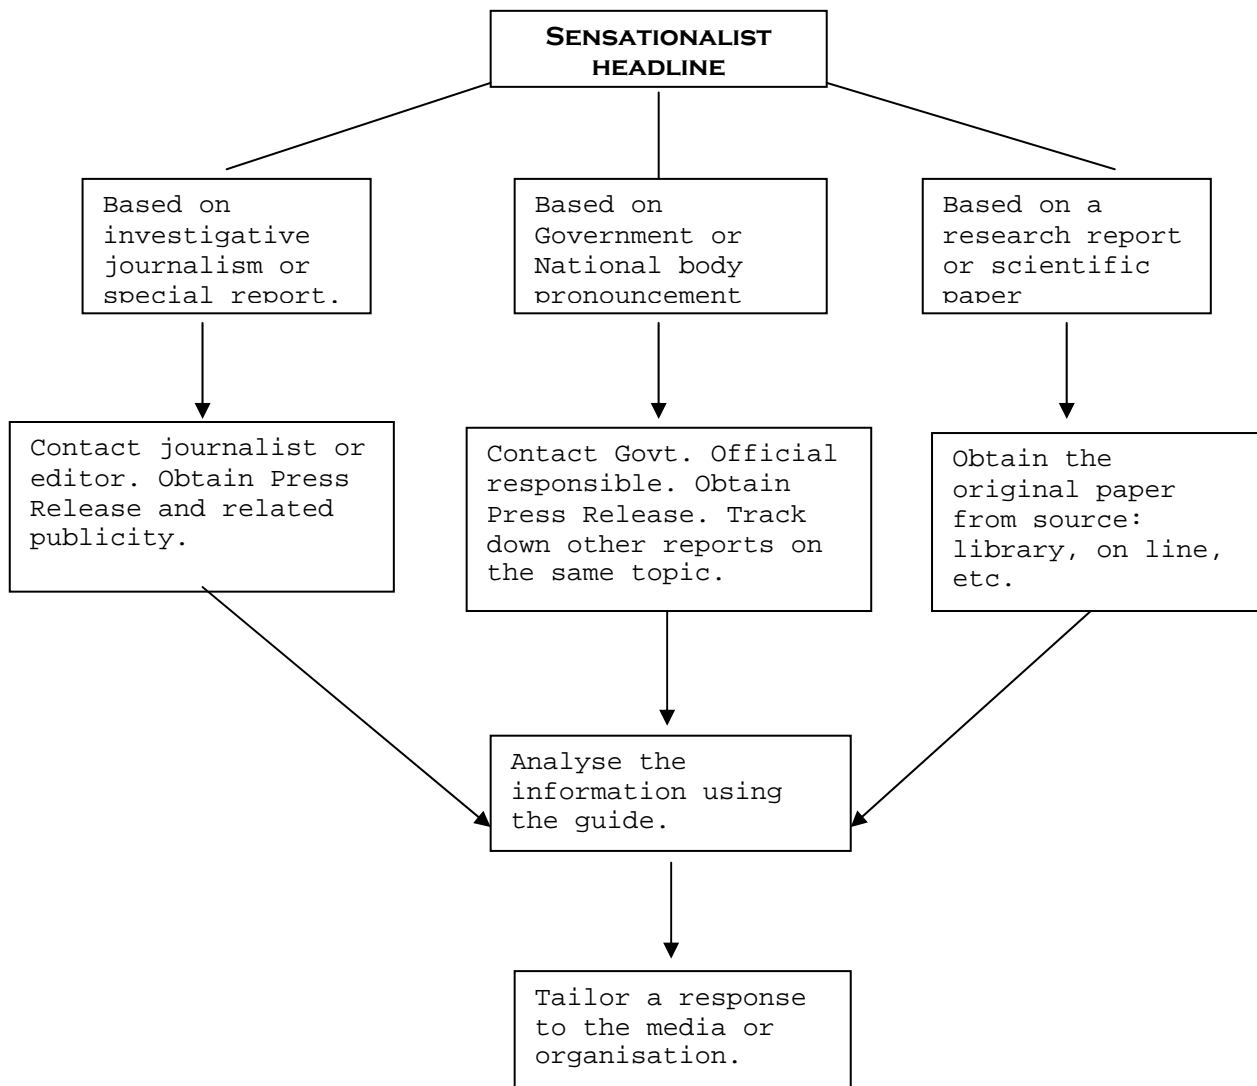 SENSATIONALIST
HEADLINE
Based on
investigative
journalism or
special report.
Based on
Government or
National body
pronouncement
Based on a
research report
or scientific
paper
Contact journalist or
editor. Obtain Press
Release and related
publicity.
Contact Govt. Official
responsible. Obtain
Press Release. Track
down other reports on
the same topic.
Obtain the
original paper
from source:
library, on line,
etc.
Analyse the
information using
the guide.
Tailor a response
to the media or
organisation.